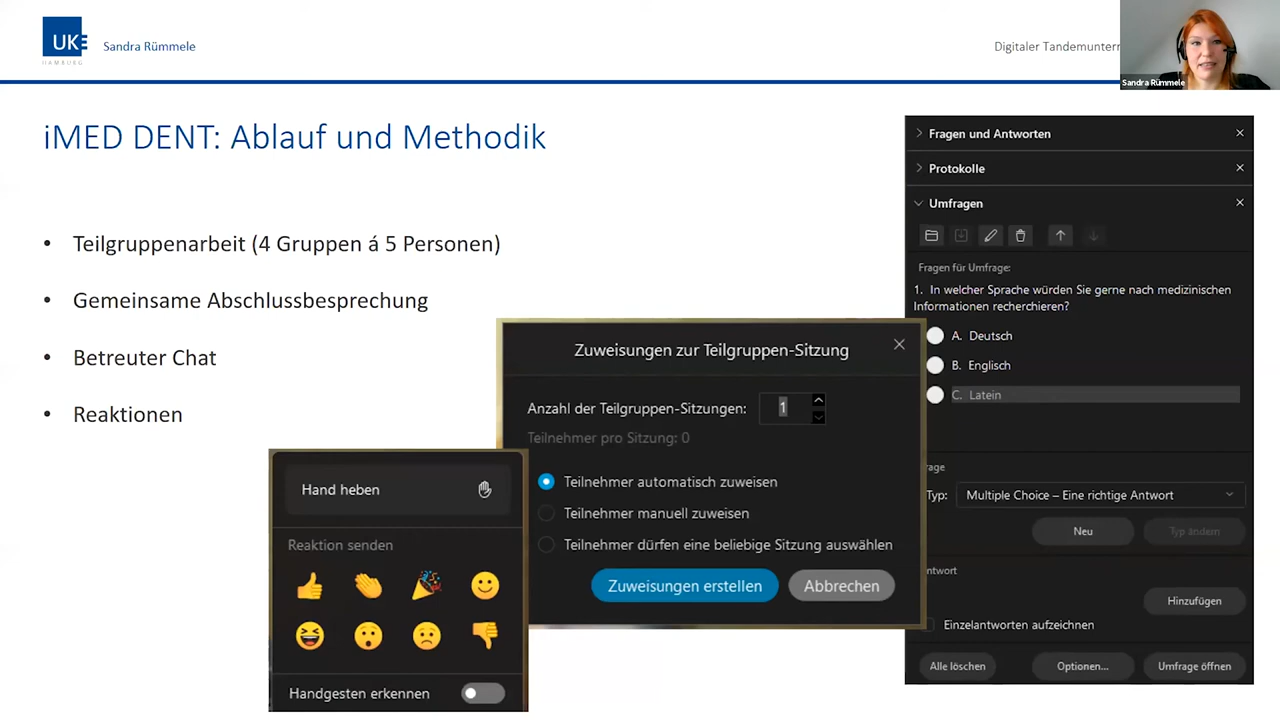 UKE
HAMBURG
Sandra Rümmele
Digitaler Tandemunterr
Sandra Rümmele
iMED DENT: Ablauf und Methodik
• Teilgruppenarbeit (4 Gruppen á 5 Personen)
• Gemeinsame Abschlussbesprechung
• Betreuter Chat
• Reaktionen
Hand heben
Reaktion senden
Handgesten erkennen
Zuweisungen zur Teilgruppen-Sitzung
Anzahl der Teilgruppen-Sitzungen: 1
Teilnehmer pro Sitzung: 0
Teilnehmer automatisch zuweisen
Teilnehmer manuell zuweisen
Teilnehmer dürfen eine beliebige Sitzung auswählen
Zuweisungen erstellen Abbrechen
Fragen und Antworten
Protokolle
Umfragen
Fragen für Umfrage:
1. In welcher Sprache würden Sie gerne nach medizinischen
Informationen recherchieren?
A. Deutsch
B. Englisch
C. Latein
rage
Typ: Multiple Choice – Eine richtige Antwort
Neu Typ ändern
ntwort
Hinzufügen
Einzelantworten aufzeichnen
Alle löschen Optionen... Umfrage öffnen